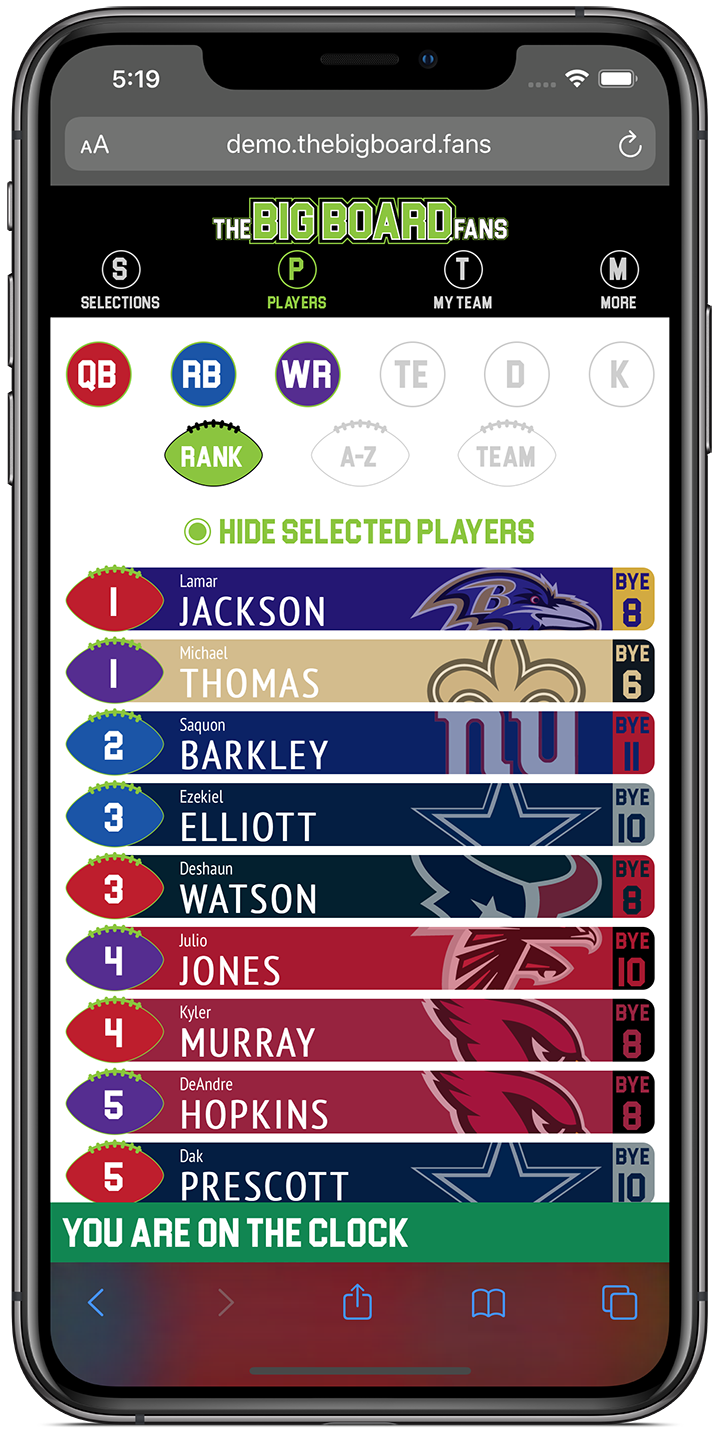 5:19
AA
demo.thebigboard.fans
THE BIG BOARD.FANS
S P T M
SELECTIONS PLAYERS MY TEAM MORE
QB RB WR TE D K
RANK A-Z TEAM
HIDE SELECTED PLAYERS
1 Lamar JACKSON BYE 8
1 Michael THOMAS BYE 6
2 Saquon BARKLEY BYE 11
3 Ezekiel ELLIOTT BYE 10
3 Deshaun WATSON BYE 8
4 Julio JONES BYE 10
4 Kyler MURRAY BYE 8
5 DeAndre HOPKINS BYE 8
5 Dak PRESCOTT BYE 10
YOU ARE ON THE CLOCK